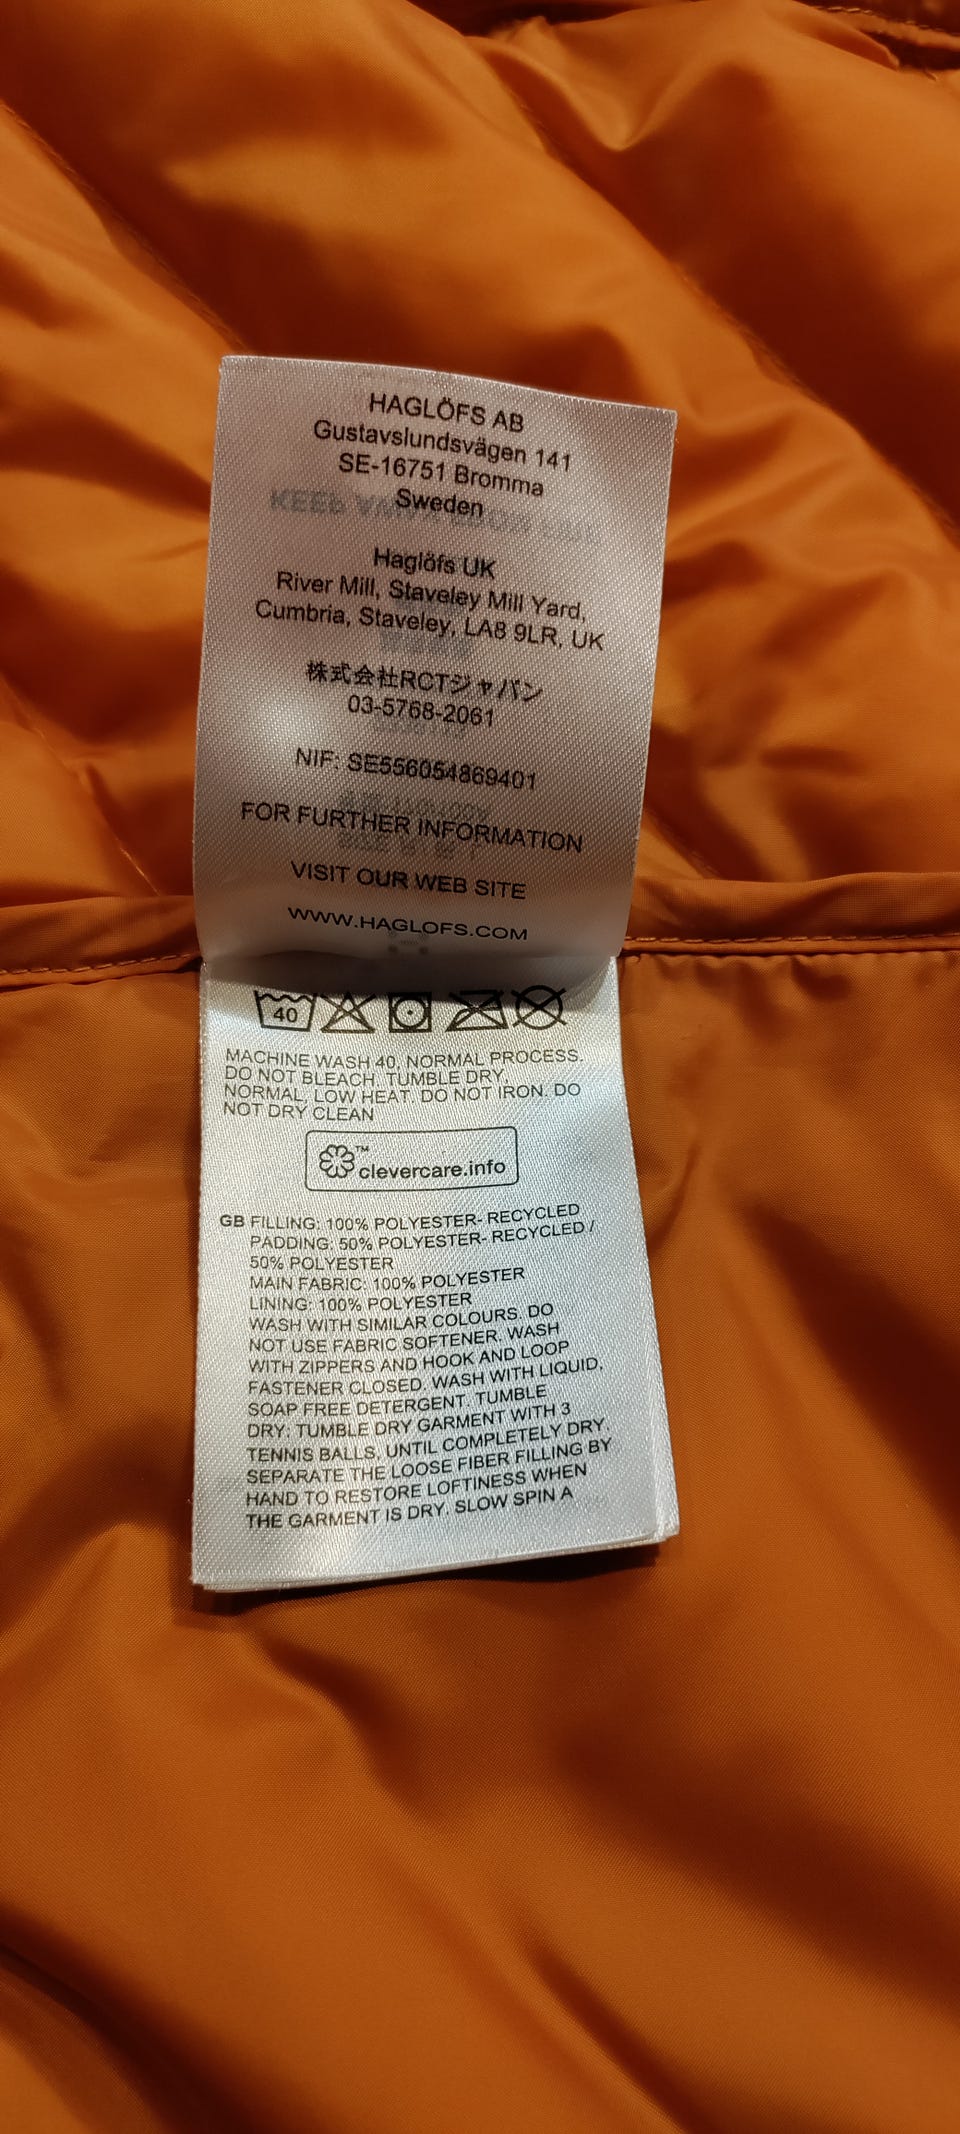 HAGLÖFS AB
Gustavslundsvägen 141
SE-16751 Bromma
Sweden
Haglöfs UK
River Mill, Staveley Mill Yard,
Cumbria, Staveley, LA8 9LR, UK
株式会社RCTジャパン
03-5768-2061
NIF: SE556054869401
FOR FURTHER INFORMATION
VISIT OUR WEB SITE
WWW.HAGLOFS.COM
40
MACHINE WASH 40, NORMAL PROCESS.
DO NOT BLEACH. TUMBLE DRY,
NORMAL, LOW HEAT. DO NOT IRON. DO
NOT DRY CLEAN
™
clevercare.info
GB FILLING: 100% POLYESTER- RECYCLED
PADDING: 50% POLYESTER- RECYCLED /
50% POLYESTER
MAIN FABRIC: 100% POLYESTER
LINING: 100% POLYESTER
WASH WITH SIMILAR COLOURS. DO
NOT USE FABRIC SOFTENER. WASH
WITH ZIPPERS AND HOOK AND LOOP
FASTENER CLOSED. WASH WITH LIQUID,
SOAP FREE DETERGENT. TUMBLE
DRY: TUMBLE DRY GARMENT WITH 3
TENNIS BALLS, UNTIL COMPLETELY DRY.
SEPARATE THE LOOSE FIBER FILLING BY
HAND TO RESTORE LOFTINESS WHEN
THE GARMENT IS DRY. SLOW SPIN A